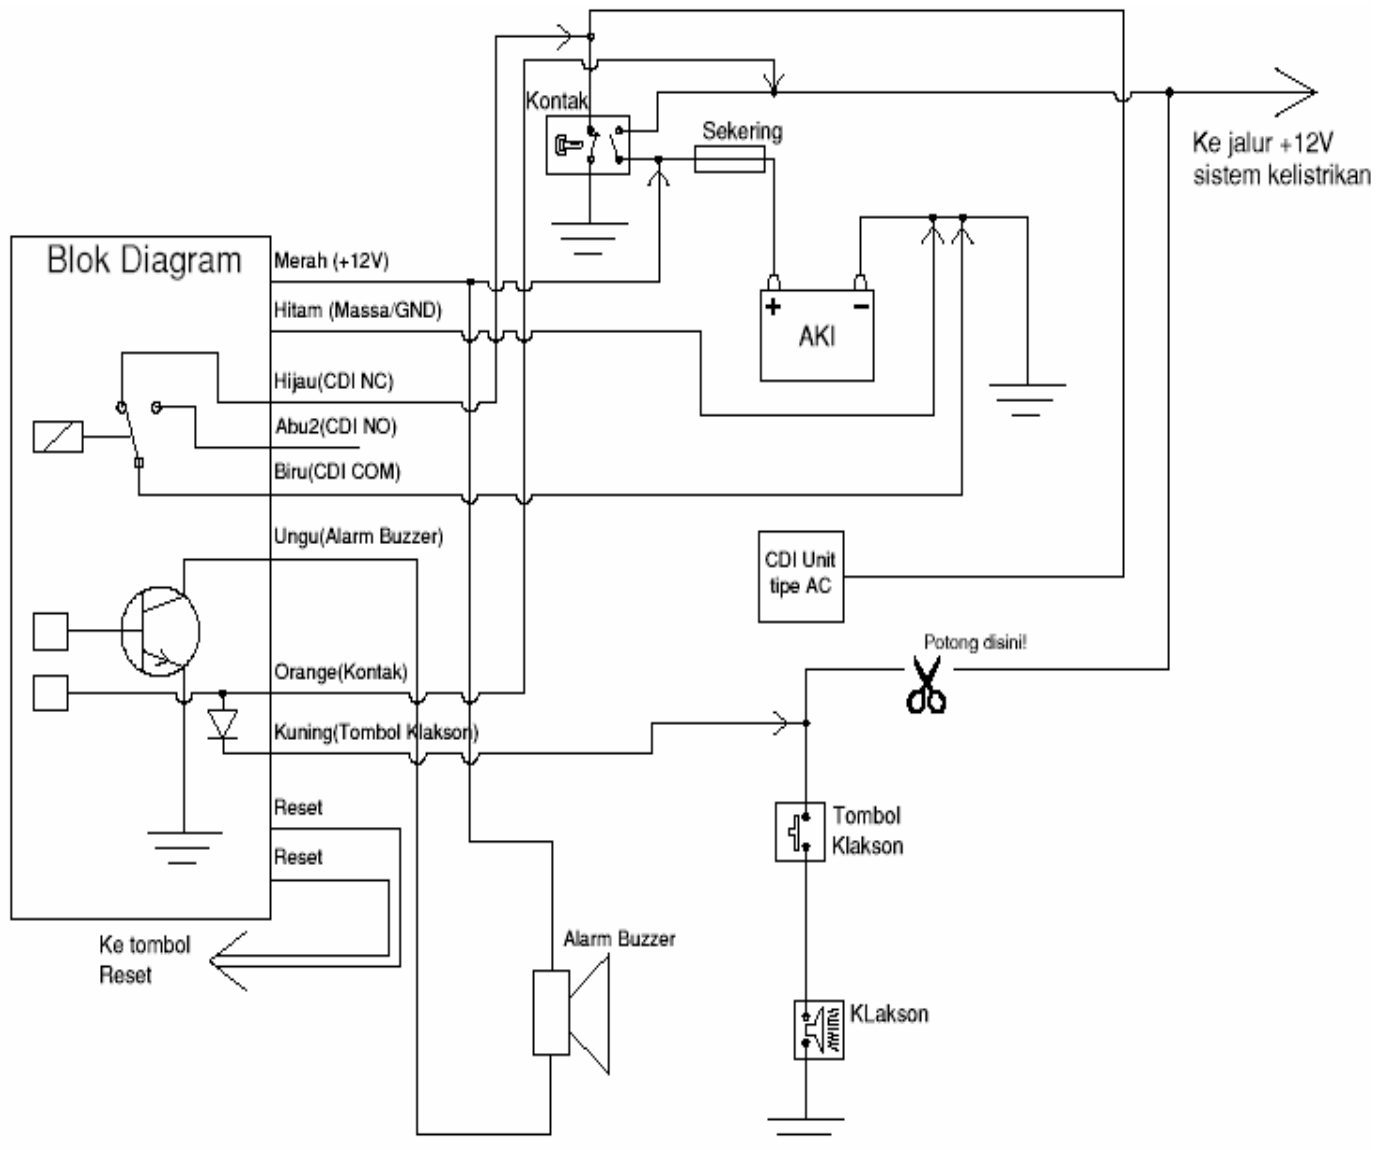 Kontak
Sekering
Ke jalur +12V
sistem kelistrikan
Blok Diagram
Merah (+12V)
Hitam (Massa/GND)
+
−
AKI
Hijau(CDI NC)
Abu2(CDI NO)
Biru(CDI COM)
Ungu(Alarm Buzzer)
CDI Unit
tipe AC
Potong disini!
Orange(Kontak)
Kuning(Tombol Klakson)
Reset
Tombol
Klakson
Reset
Ke tombol
Reset
Alarm Buzzer
KLakson